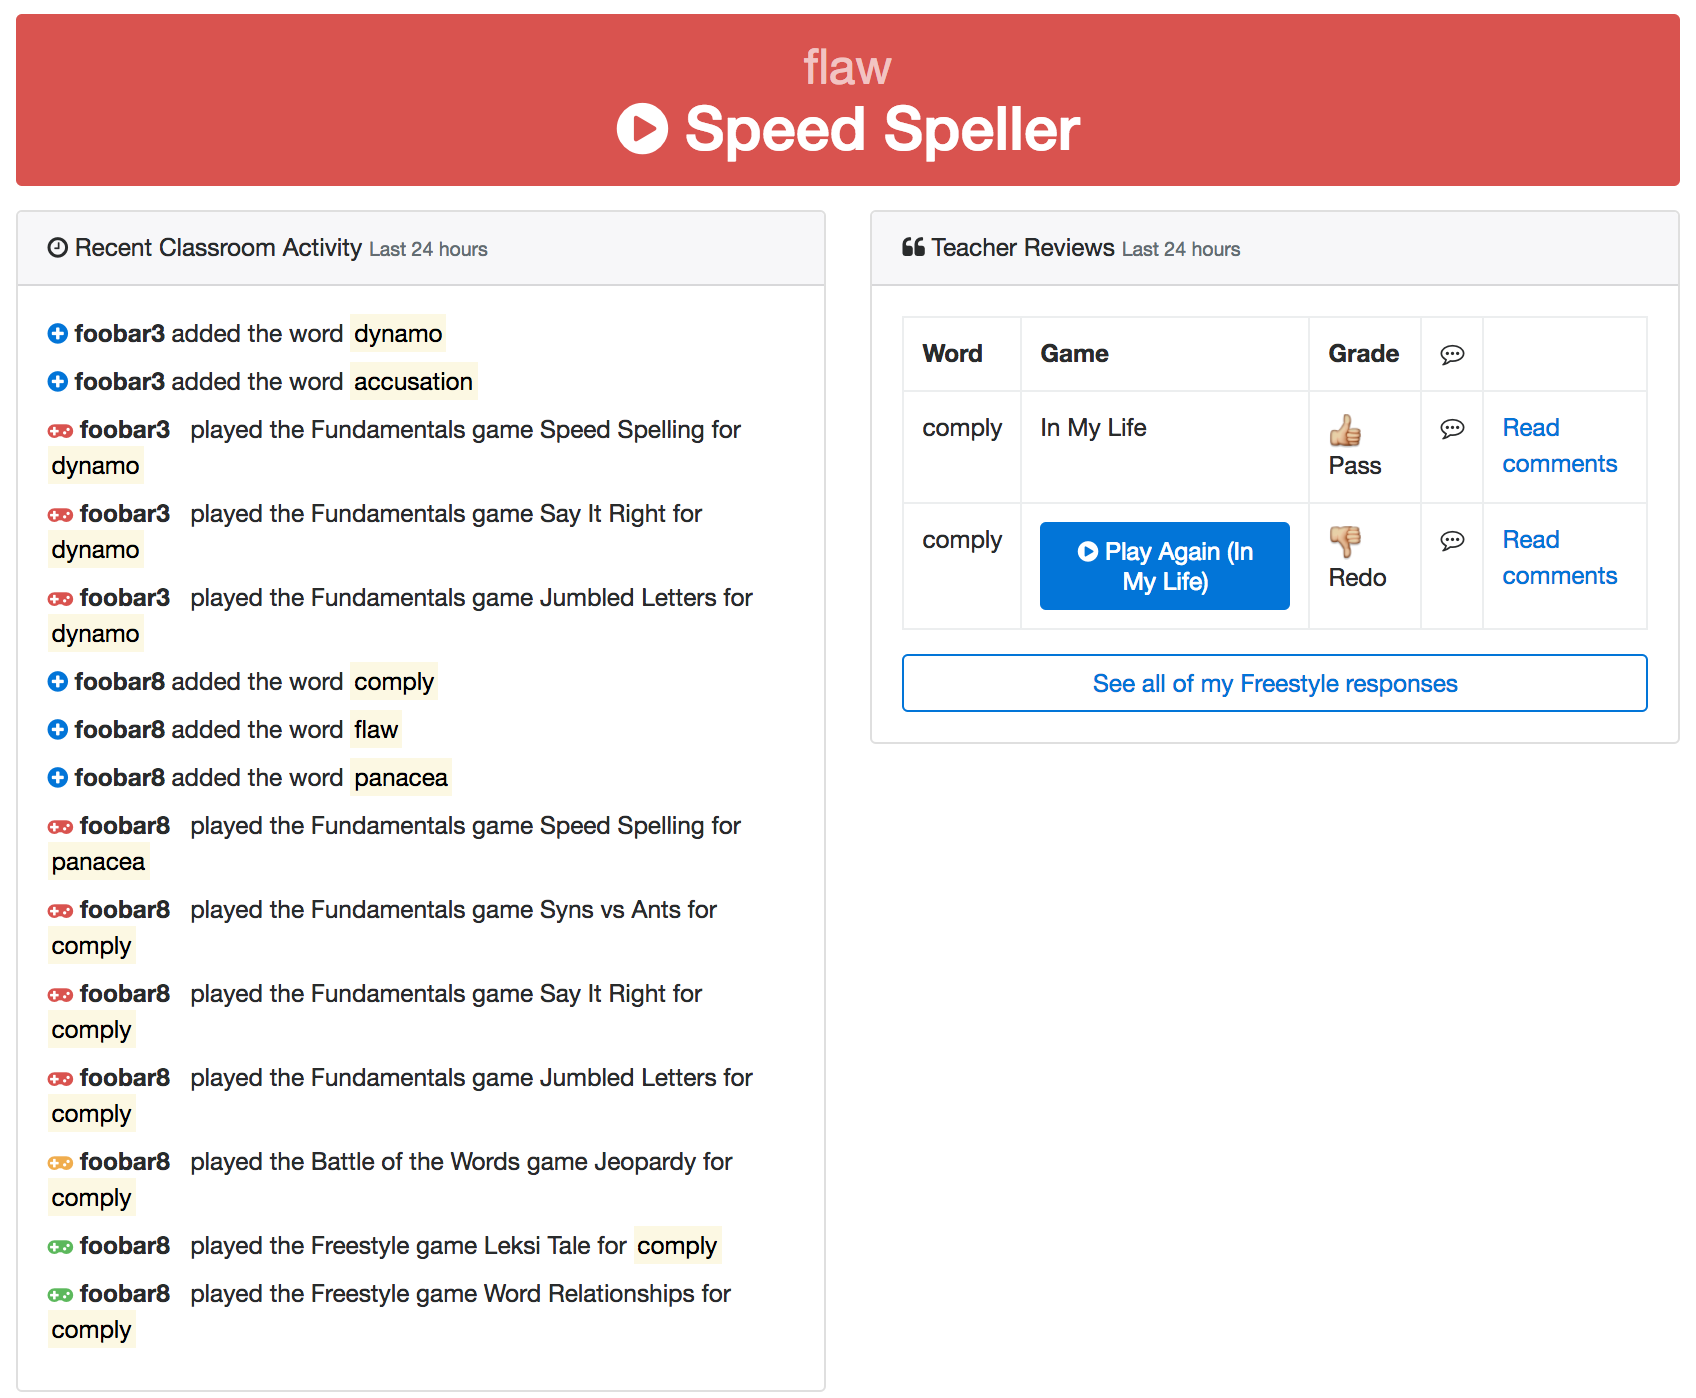 flaw
Speed Speller
Recent Classroom Activity Last 24 hours
foobar3 added the word dynamo
foobar3 added the word accusation
foobar3 played the Fundamentals game Speed Spelling for
dynamo
foobar3 played the Fundamentals game Say It Right for
dynamo
foobar3 played the Fundamentals game Jumbled Letters for
dynamo
foobar8 added the word comply
foobar8 added the word flaw
foobar8 added the word panacea
foobar8 played the Fundamentals game Speed Spelling for
panacea
foobar8 played the Fundamentals game Syns vs Ants for
comply
foobar8 played the Fundamentals game Say It Right for
comply
foobar8 played the Fundamentals game Jumbled Letters for
comply
foobar8 played the Battle of the Words game Jeopardy for
comply
foobar8 played the Freestyle game Leksi Tale for comply
foobar8 played the Freestyle game Word Relationships for
comply
Teacher Reviews Last 24 hours
Word Game Grade
comply In My Life Pass Read
comments
comply Play Again (In
My Life) Redo Read
comments
See all of my Freestyle responses